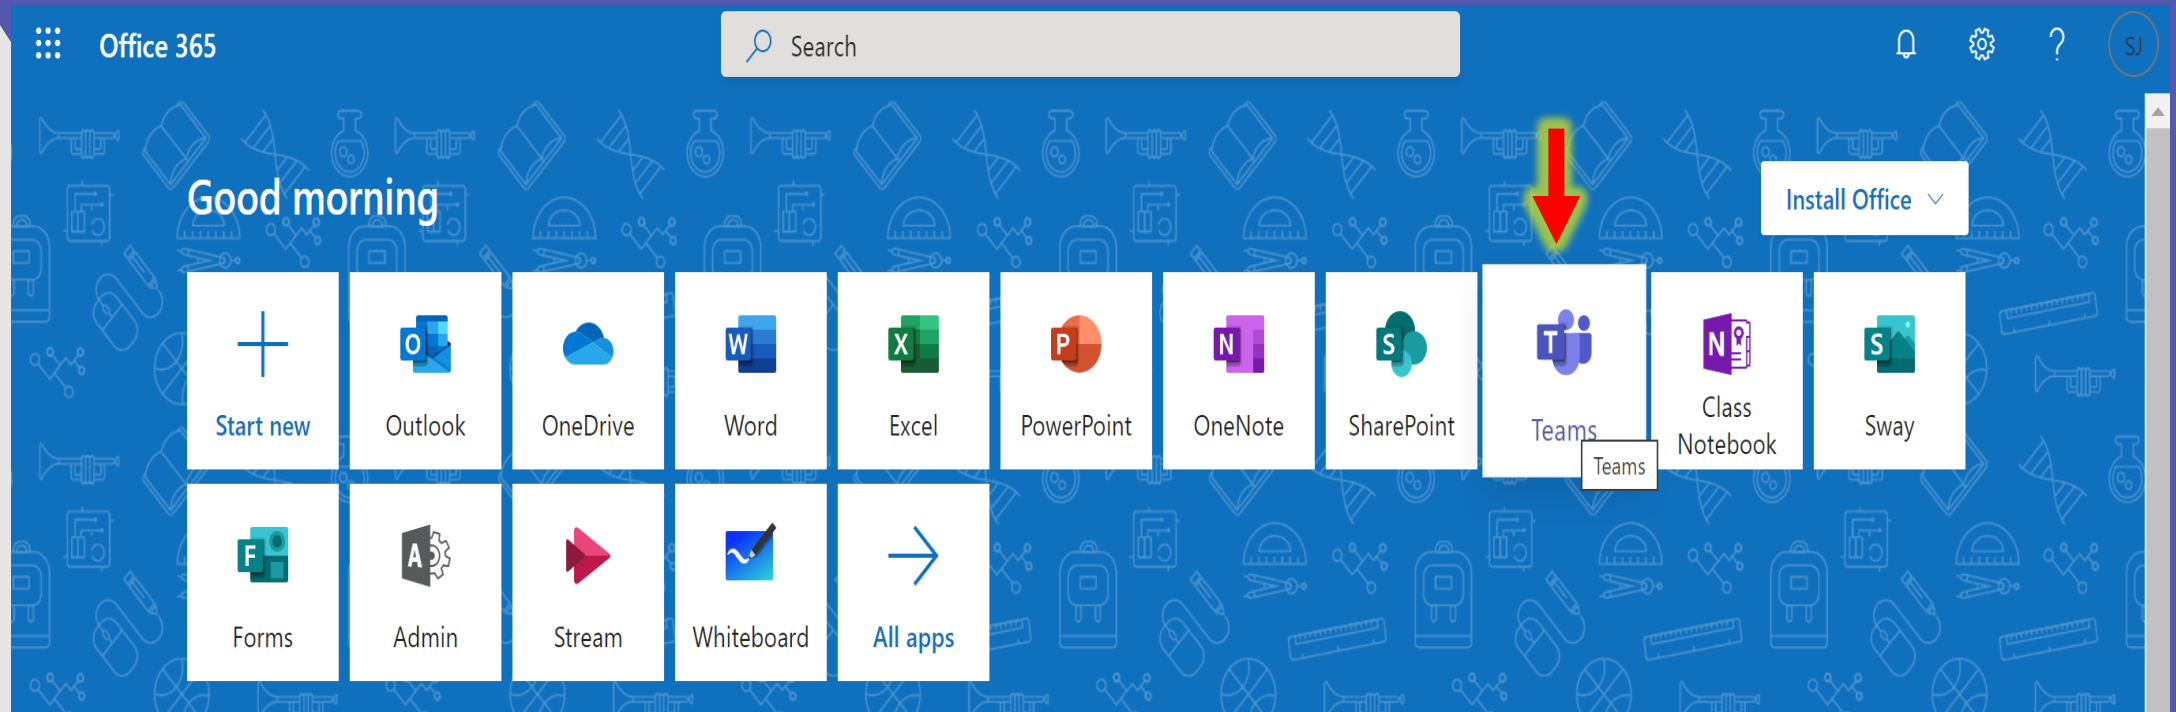 Office 365
Search
SJ
Good morning
Install Office
Start new
Outlook
OneDrive
Word
Excel
PowerPoint
OneNote
SharePoint
Teams
Teams
Class
Notebook
Sway
Forms
Admin
Stream
Whiteboard
All apps